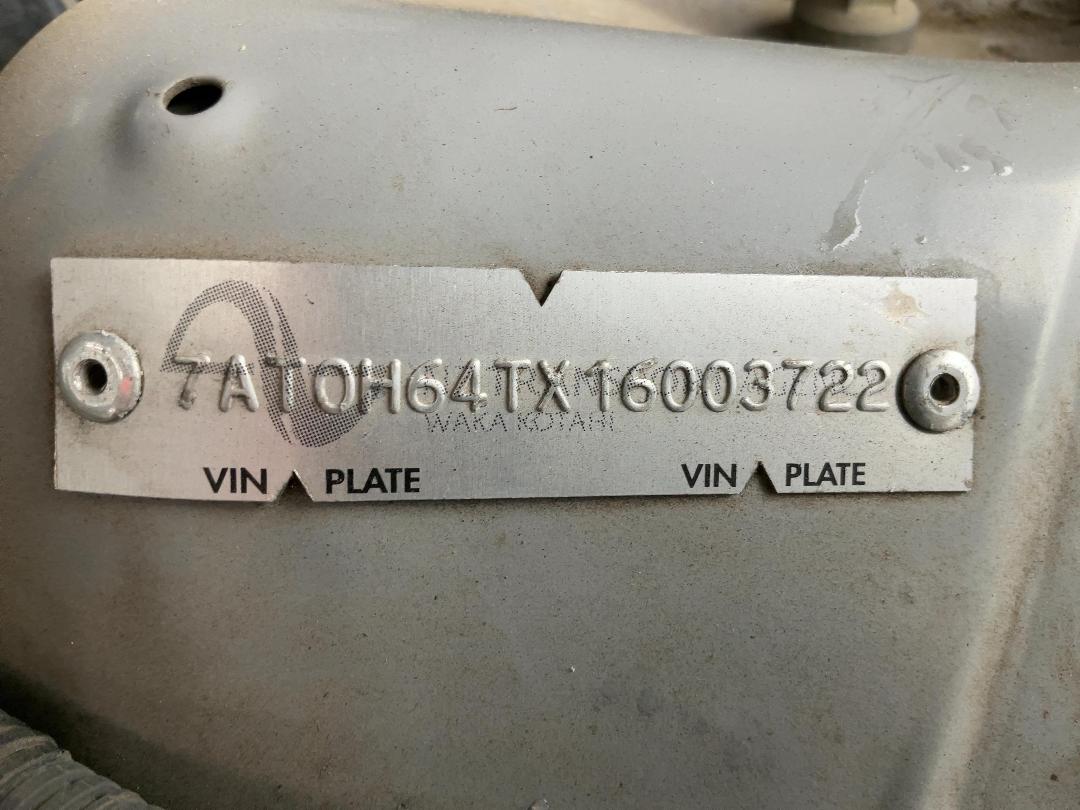 7AT0H64TX16003722
WAKA KOTAHI
VIN PLATE VIN PLATE